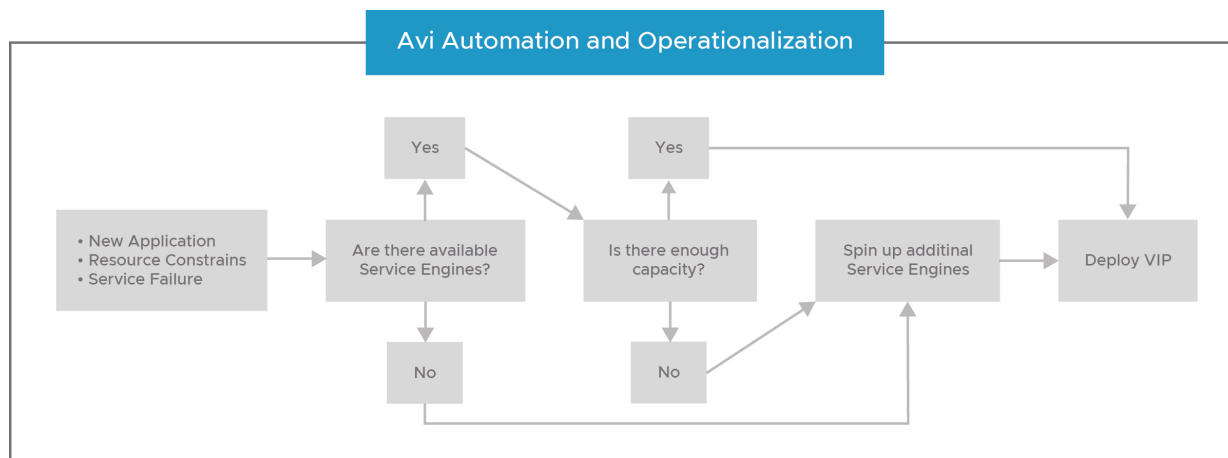 Avi Automation and Operationalization
Yes
Yes
• New Application
• Resource Constrains
• Service Failure
Are there available
Service Engines?
Is there enough
capacity?
Spin up additinal
Service Engines
Deploy VIP
No
No